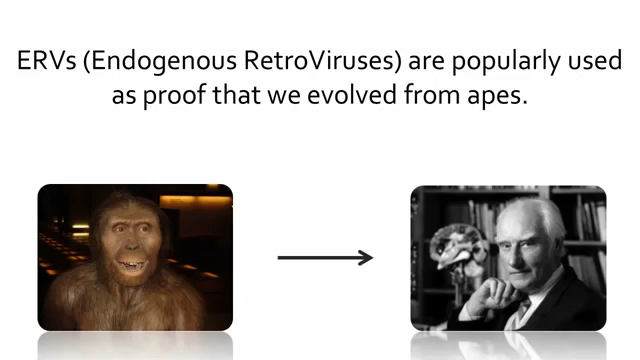 ERVs (Endogenous RetroViruses) are popularly used
as proof that we evolved from apes.